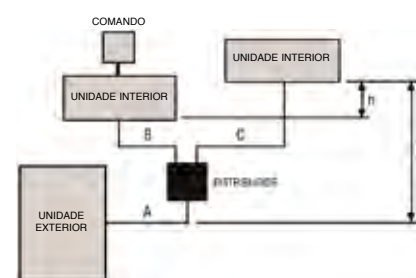 COMANDO
UNIDADE INTERIOR
UNIDADE INTERIOR
h
B
C
A
UNIDADE
EXTERIOR